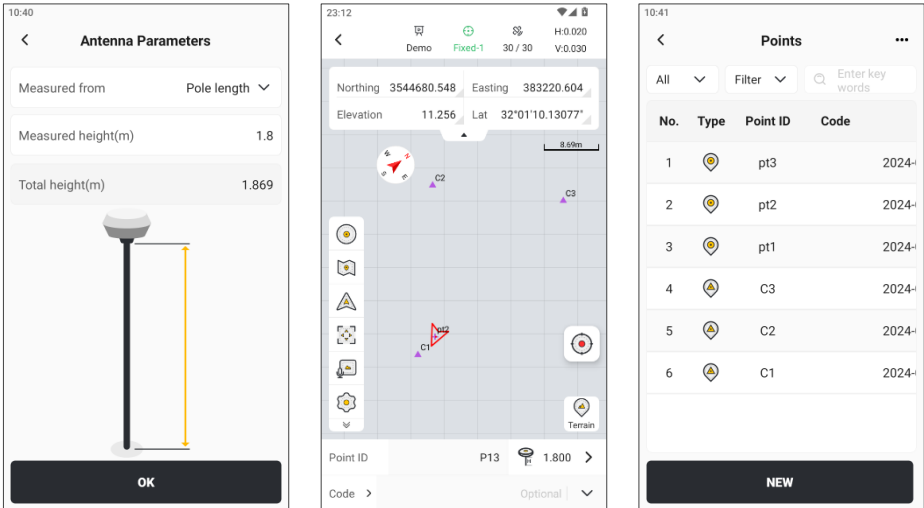 10:40
Antenna Parameters
Measured from Pole length
Measured height(m) 1.8
Total height(m) 1.869
OK
23:12
Demo Fixed-1 30 / 30 H:0.020 V:0.030
Northing 3544680.548 Easting 383220.604
Elevation 11.256 Lat 32°01'10.13077"
8.69m
N
W
S
E
C2
C3
pt2
C1
Terrain
Point ID P13 1.800
Code Optional
10:41
Points
All Filter Enter key
words
No. Type Point ID Code
1 pt3 2024-
2 pt2 2024-
3 pt1 2024-
4 C3 2024-
5 C2 2024-
6 C1 2024-
NEW